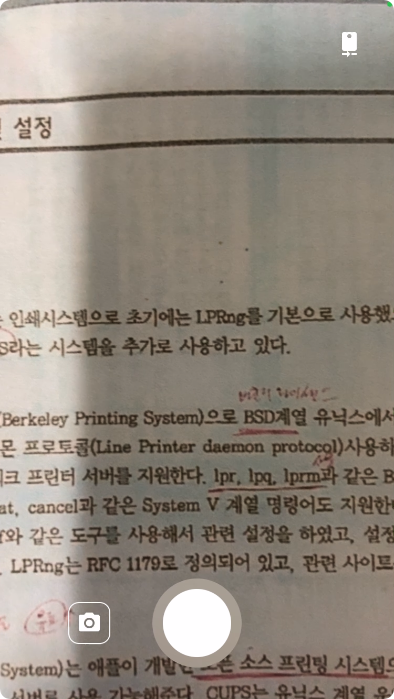 설정
인쇄시스템으로 초기에는 LPRng를 기본으로 사용했
S라는 시스템을 추가로 사용하고 있다.
(Berkeley Printing System)으로 BSD계열 유닉스에서
몬 프로토콜(Line Printer daemon protocol)사용하
크 프린터 서버를 지원한다. lpr, lpq, lprm과 같은 B
at, cancel과 같은 System V 계열 명령어도 지원한
와 같은 도구를 사용해서 관련 설정을 하였고, 설정
LPRng는 RFC 1179로 정의되어 있고, 관련 사이트
System)는 애플이 개발한 오픈 소스 프린팅 시스템으
서버로 사용 가능해준다. CUPS는 유닉스 계열 운